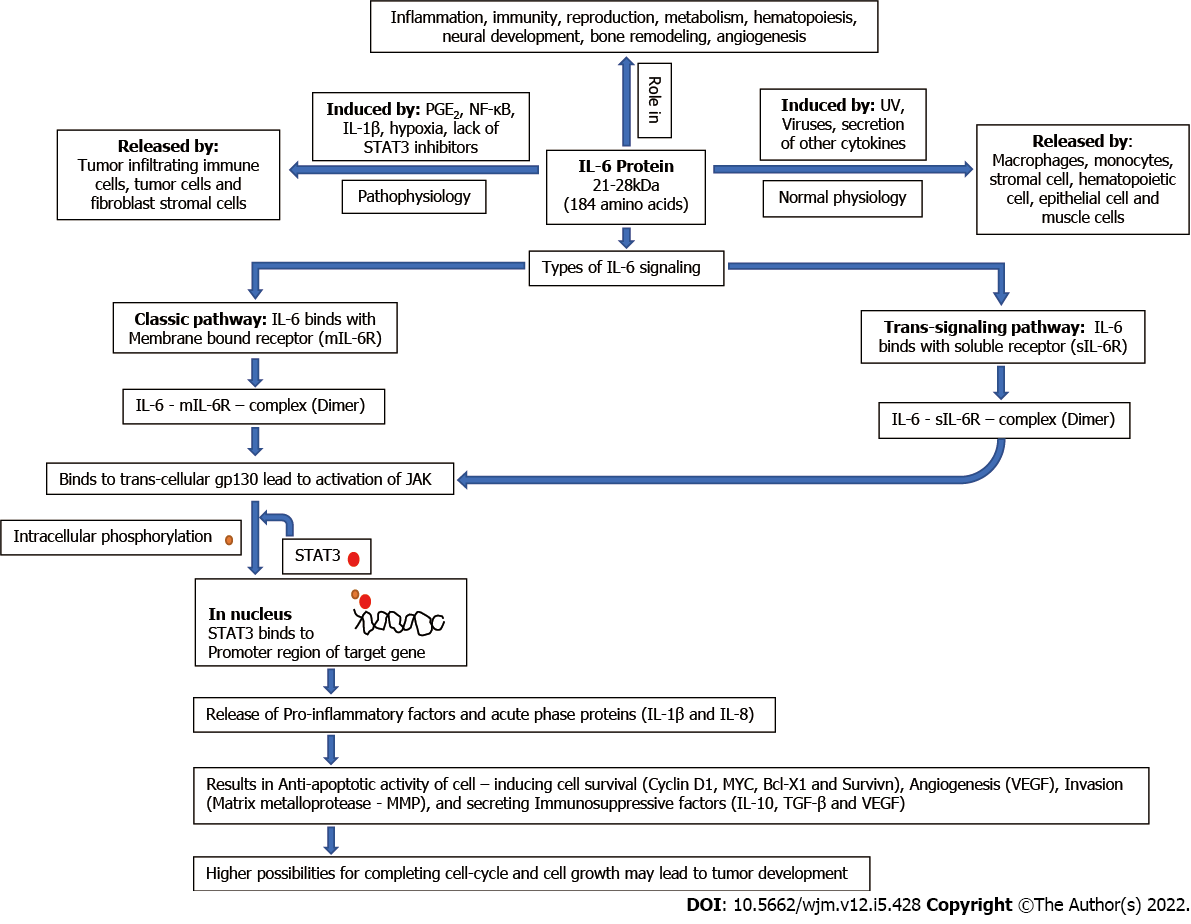 Inflammation, immunity, reproduction, metabolism, hematopoiesis,
neural development, bone remodeling, angiogenesis
Role in
Induced by: PGE₂, NF-κB,
IL-1β, hypoxia, lack of
STAT3 inhibitors
Induced by: UV,
Viruses, secretion
of other cytokines
Released by:
Tumor infiltrating immune
cells, tumor cells and
fibroblast stromal cells
Pathophysiology
IL-6 Protein
21-28kDa
(184 amino acids)
Normal physiology
Released by:
Macrophages, monocytes,
stromal cell, hematopoietic
cell, epithelial cell and
muscle cells
Types of IL-6 signaling
Classic pathway: IL-6 binds with
Membrane bound receptor (mIL-6R)
Trans-signaling pathway: IL-6
binds with soluble receptor (sIL-6R)
IL-6 - mIL-6R – complex (Dimer)
IL-6 - sIL-6R – complex (Dimer)
Binds to trans-cellular gp130 lead to activation of JAK
Intracellular phosphorylation
STAT3
In nucleus
STAT3 binds to
Promoter region of target gene
Release of Pro-inflammatory factors and acute phase proteins (IL-1β and IL-8)
Results in Anti-apoptotic activity of cell – inducing cell survival (Cyclin D1, MYC, Bcl-X1 and Survivn), Angiogenesis (VEGF), Invasion
(Matrix metalloprotease - MMP), and secreting Immunosuppressive factors (IL-10, TGF-β and VEGF)
Higher possibilities for completing cell-cycle and cell growth may lead to tumor development
DOI: 10.5662/wjm.v12.i5.428 Copyright ©The Author(s) 2022.